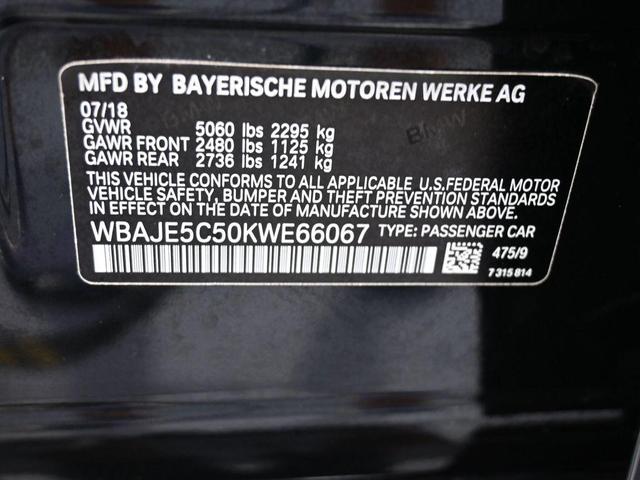 MFD BY BAYERISCHE MOTOREN WERKE AG
07/18
GVWR 5060 lbs 2295 kg
GAWR FRONT 2480 lbs 1125 kg
GAWR REAR 2736 lbs 1241 kg
THIS VEHICLE CONFORMS TO ALL APPLICABLE U.S.FEDERAL MOTOR
VEHICLE SAFETY, BUMPER AND THEFT PREVENTION STANDARDS
IN EFFECT ON THE DATE OF MANUFACTURE SHOWN ABOVE.
WBAJE5C50KWE66067 TYPE: PASSENGER CAR
475/9
7 315 814
BMW